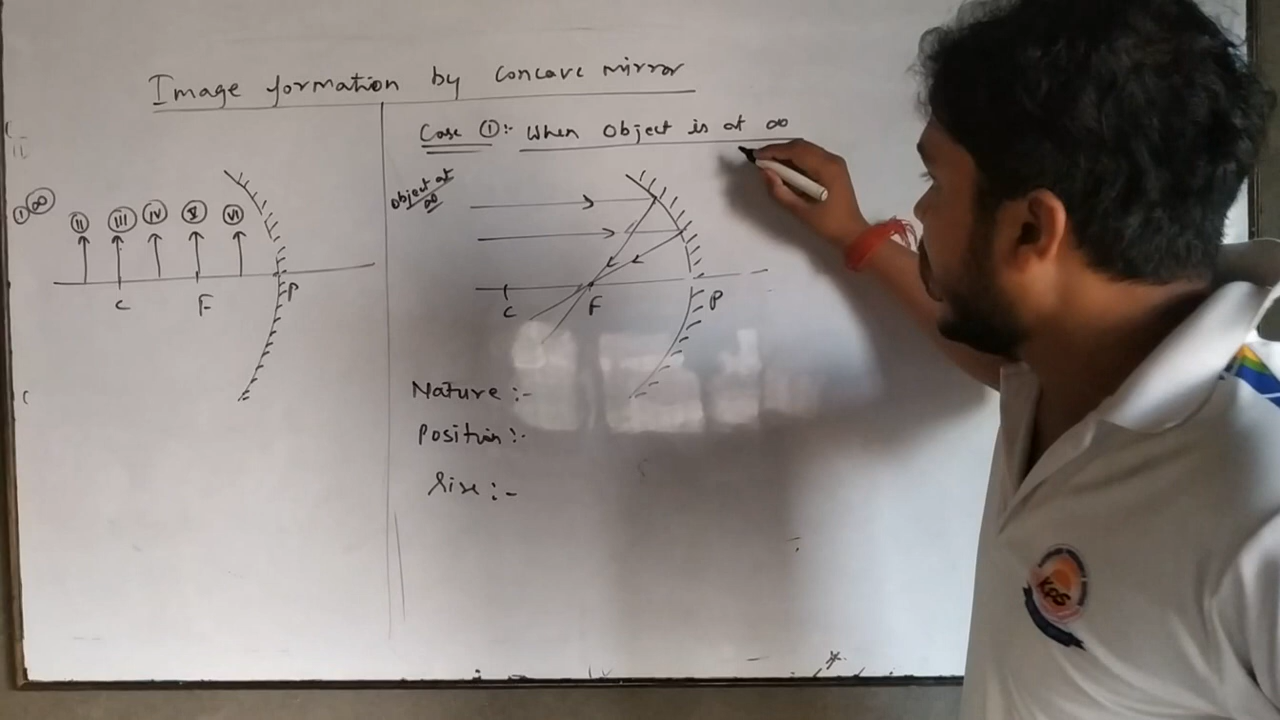 Image formation by Concave mirror
① ∞
II
III
IV
V
VI
C
F
P
Case ①:- When Object is at ∞
Object at
∞
C
F
P
Nature :-
Position :-
Size :-
KPS